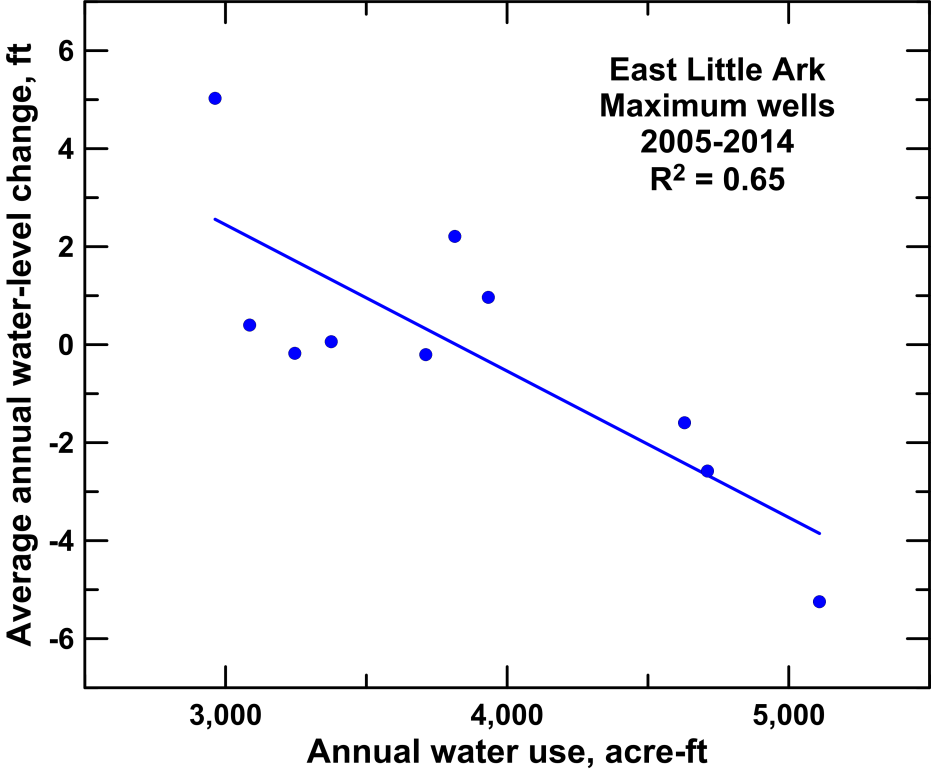 East Little Ark
Maximum wells
2005-2014
R² = 0.65
Average annual water-level change, ft
6
4
2
0
-2
-4
-6
3,000
4,000
5,000
Annual water use, acre-ft